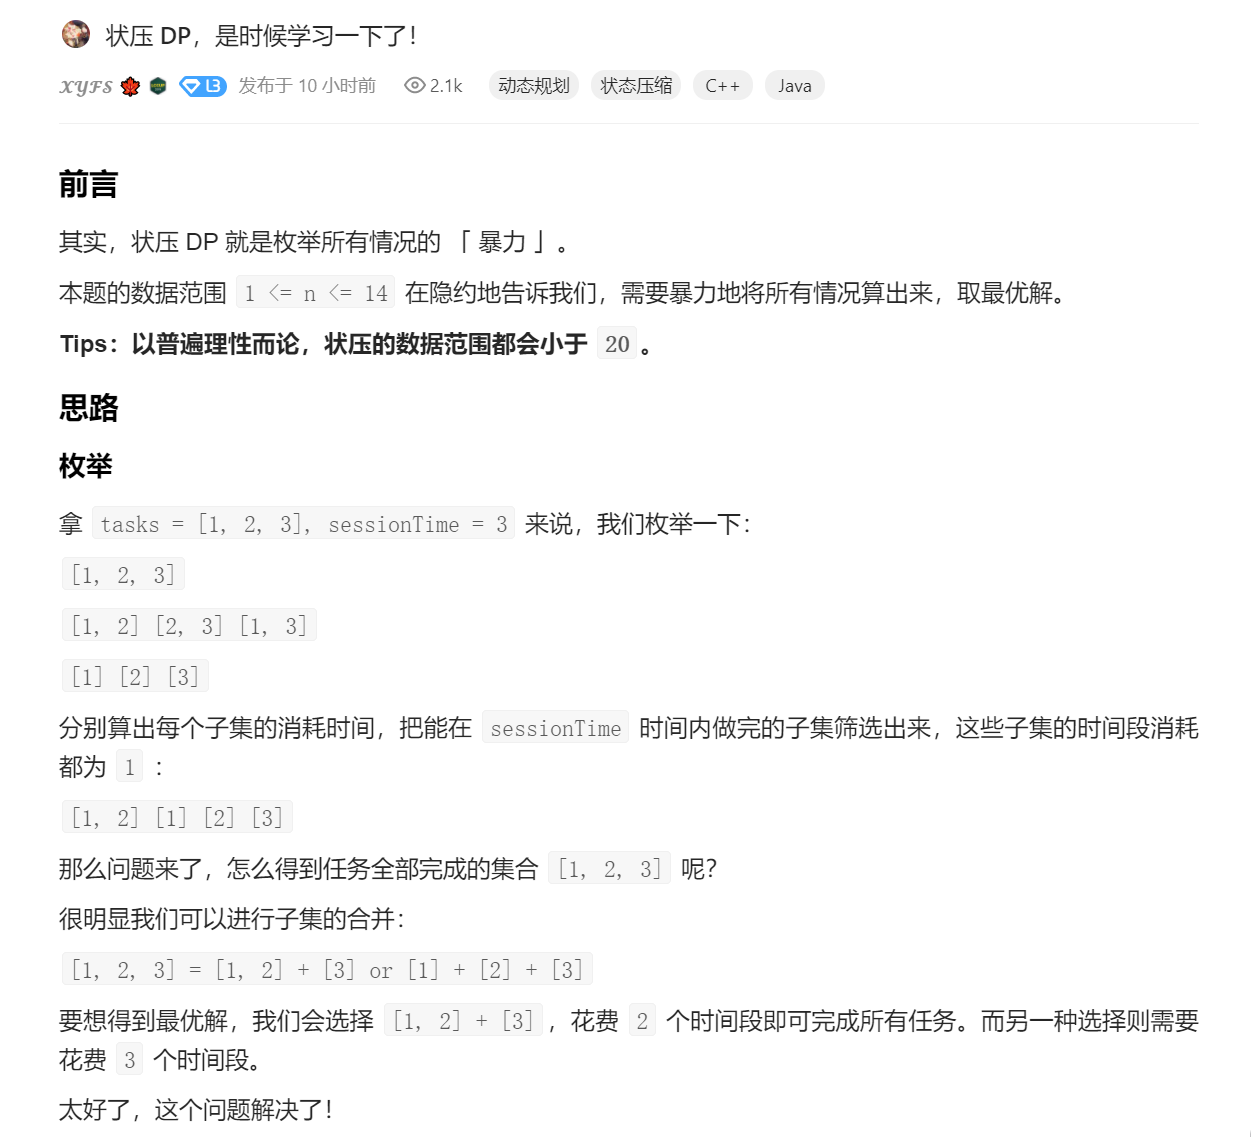 状压 DP，是时候学习一下了！
XYFS L3 发布于 10 小时前 2.1k 动态规划 状态压缩 C++ Java
前言
其实，状压 DP 就是枚举所有情况的 「 暴力 」。
本题的数据范围 1 <= n <= 14 在隐约地告诉我们，需要暴力地将所有情况算出来，取最优解。
Tips：以普遍理性而论，状压的数据范围都会小于 20 。
思路
枚举
拿 tasks = [1, 2, 3], sessionTime = 3 来说，我们枚举一下：
[1, 2, 3]
[1, 2] [2, 3] [1, 3]
[1] [2] [3]
分别算出每个子集的消耗时间，把能在 sessionTime 时间内做完的子集筛选出来，这些子集的时间段消耗
都为 1 ：
[1, 2] [1] [2] [3]
那么问题来了，怎么得到任务全部完成的集合 [1, 2, 3] 呢？
很明显我们可以进行子集的合并：
[1, 2, 3] = [1, 2] + [3] or [1] + [2] + [3]
要想得到最优解，我们会选择 [1, 2] + [3] ，花费 2 个时间段即可完成所有任务。而另一种选择则需要
花费 3 个时间段。
太好了，这个问题解决了！